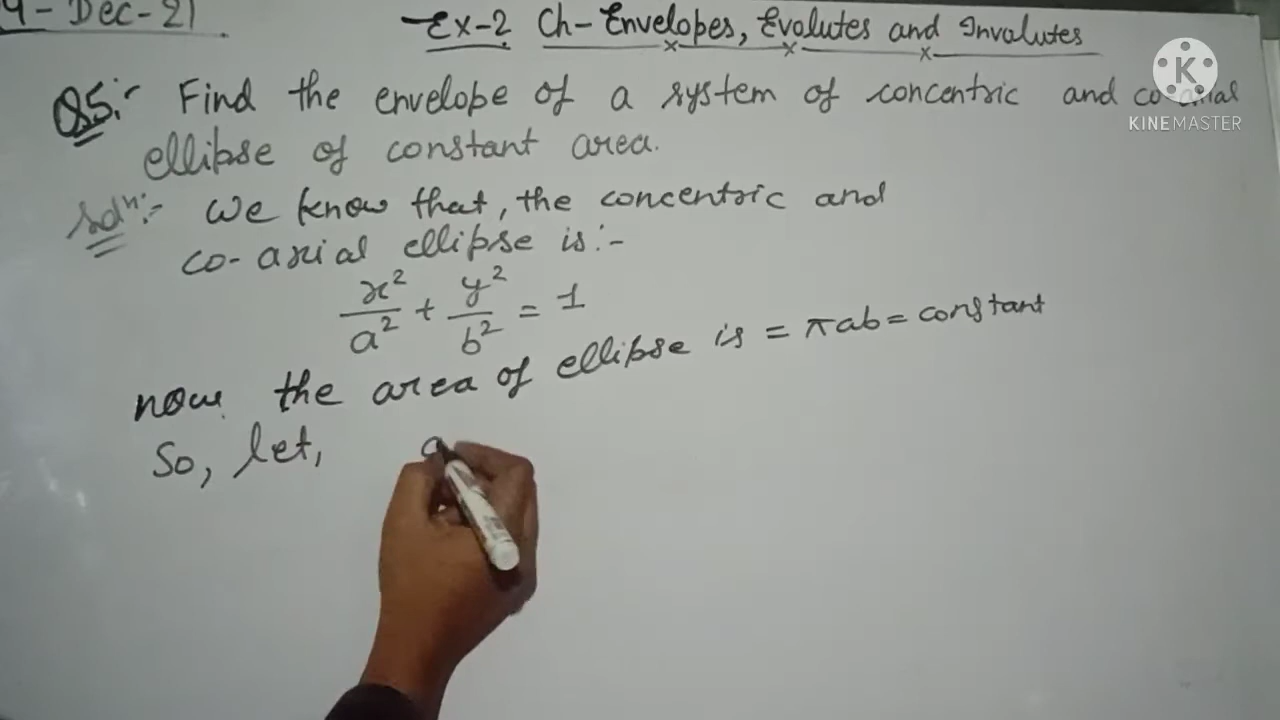 - Dec-21
Ex-2 Ch-Envelopes, Evolutes and Involutes
Q5:- Find the envelope of a system of concentric and co-axial
ellipse of constant area.
Solⁿ:- We know that, the concentric and
co-axial ellipse is:-
x²/a² + y²/b² = 1
now the area of ellipse is = πab = constant
So, let, a
K
KINEMASTER